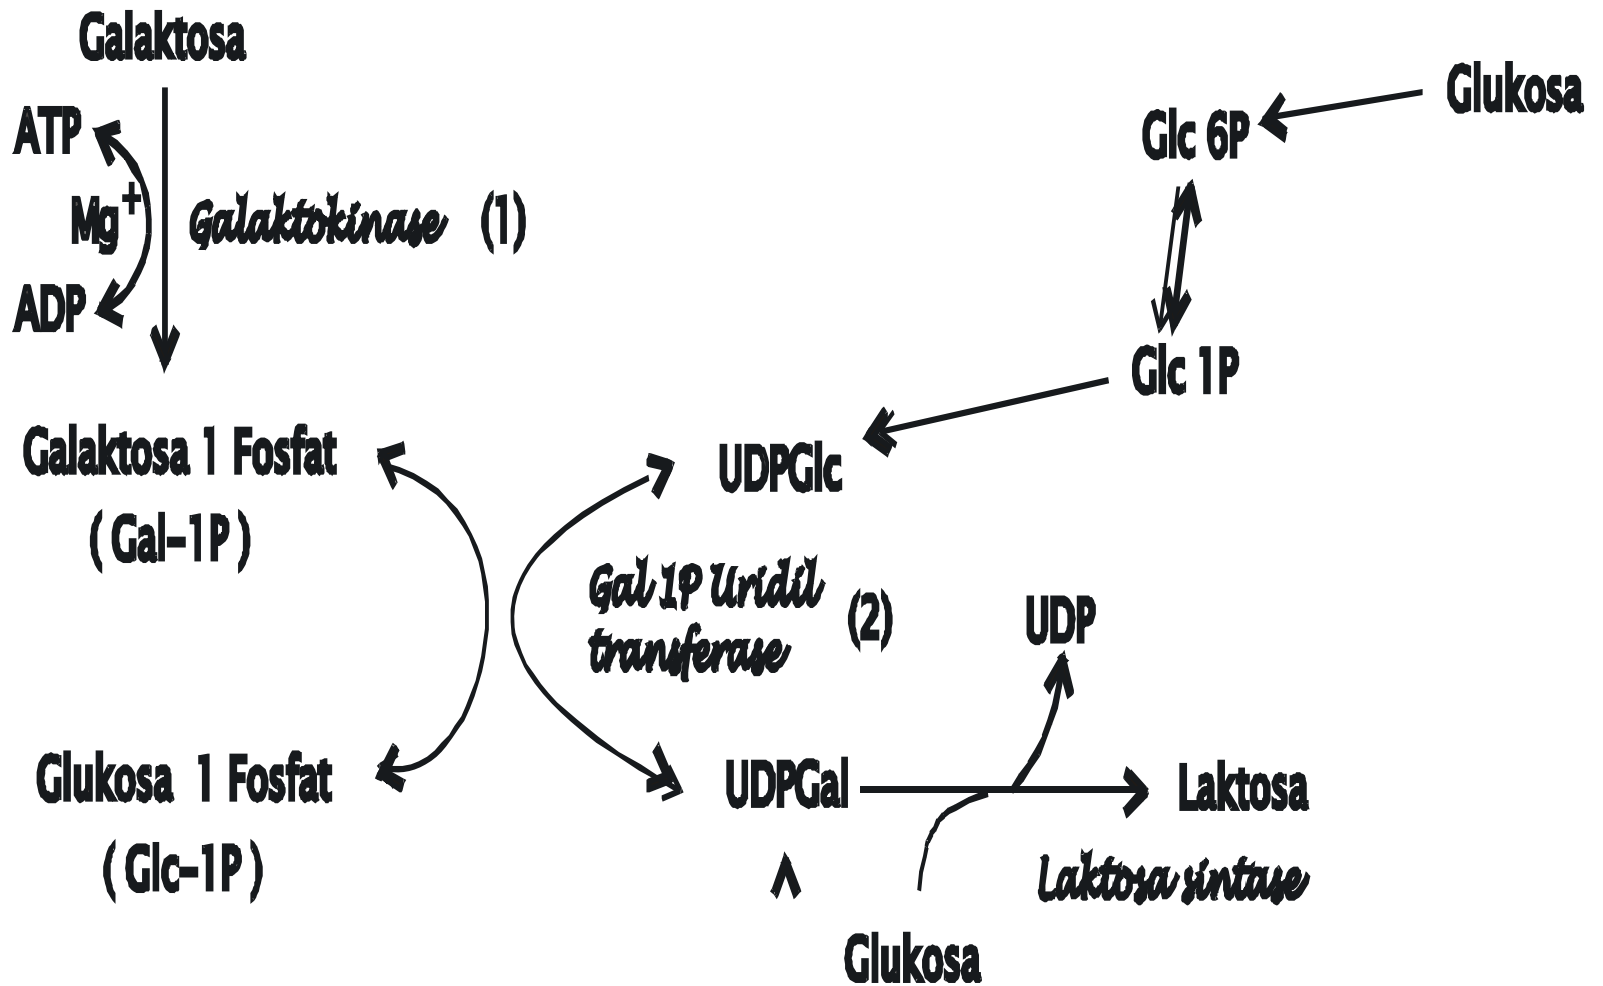 Galaktosa
Glukosa
ATP
Glc 6P
Mg+
Galaktokinase (1)
ADP
Glc 1P
Galaktosa 1 Fosfat
UDPGlc
( Gal-1P )
Gal 1P Uridil
transferase
(2)
UDP
Glukosa 1 Fosfat
UDPGal
Laktosa
( Glc-1P )
Laktosa sintase
Glukosa